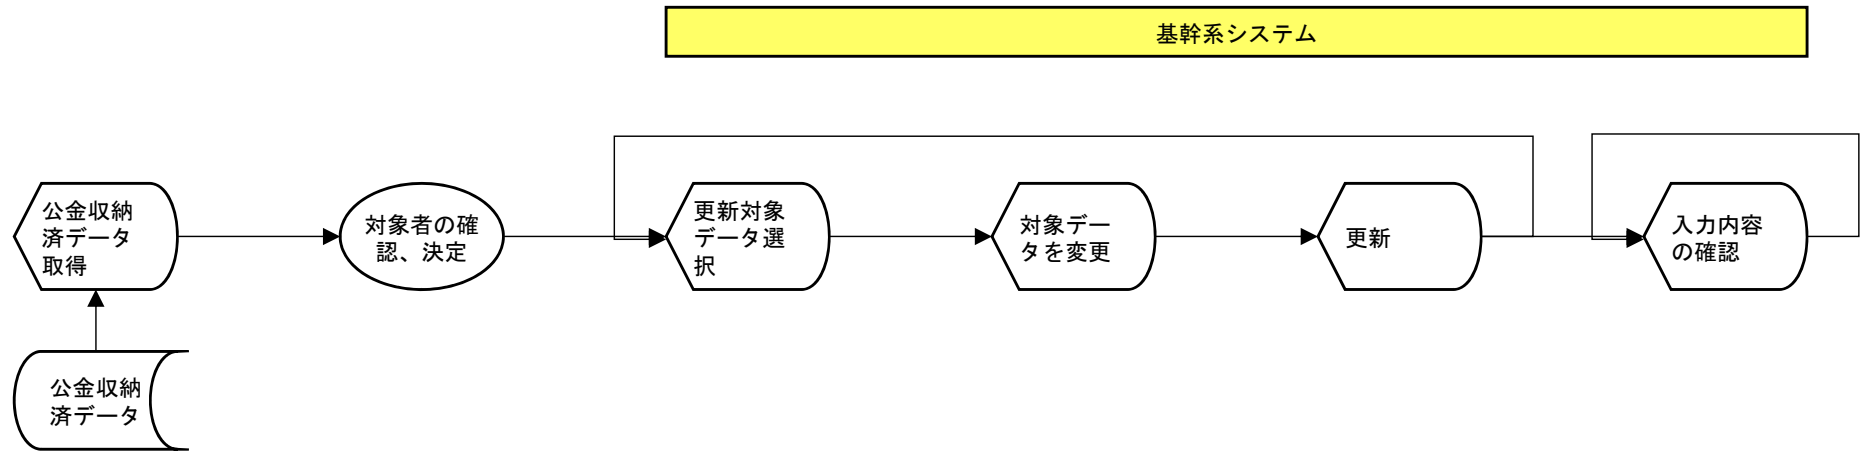 基幹系システム
公金収納
済データ
取得
対象者の確
認、決定
更新対象
データ選
択
対象デー
タを変更
更新
入力内容
の確認
公金収納
済データ